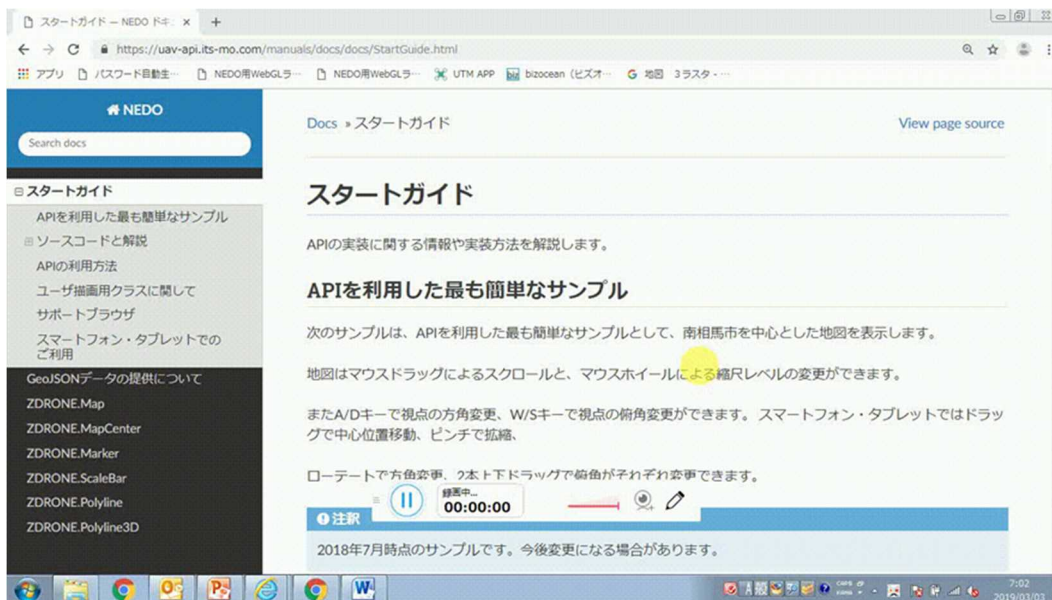 スタートガイド — NEDO ドキ
https://uav-api.its-mo.com/manuals/docs/docs/StartGuide.html
アプリ パスワード自動生… NEDO用WebGLラ… NEDO用WebGLラ… UTM APP biz bizocean（ビズオ… 地図 3ラスタ - …
NEDO
Search docs
スタートガイド
APIを利用した最も簡単なサンプル
ソースコードと解説
APIの利用方法
ユーザ描画用クラスに関して
サポートブラウザ
スマートフォン・タブレットでの
ご利用
GeoJSONデータの提供について
ZDRONE.Map
ZDRONE.MapCenter
ZDRONE.Marker
ZDRONE.ScaleBar
ZDRONE.Polyline
ZDRONE.Polyline3D
Docs » スタートガイド
View page source
スタートガイド
APIの実装に関する情報や実装方法を解説します。
APIを利用した最も簡単なサンプル
次のサンプルは、APIを利用した最も簡単なサンプルとして、南相馬市を中心とした地図を表示します。
地図はマウスドラッグによるスクロールと、マウスホイールによる縮尺レベルの変更ができます。
またA/Dキーで視点の方角変更、W/Sキーで視点の俯角変更ができます。 スマートフォン・タブレットではドラッ
グで中心位置移動、ピンチで拡縮、
ローテートで方角変更、2本上下ドラッグで俯角がそれぞれ変更できます。
録画中...
00:00:00
注釈
2018年7月時点のサンプルです。今後変更になる場合があります。
A 般 CAPS
KANA
7:02
2019/03/03